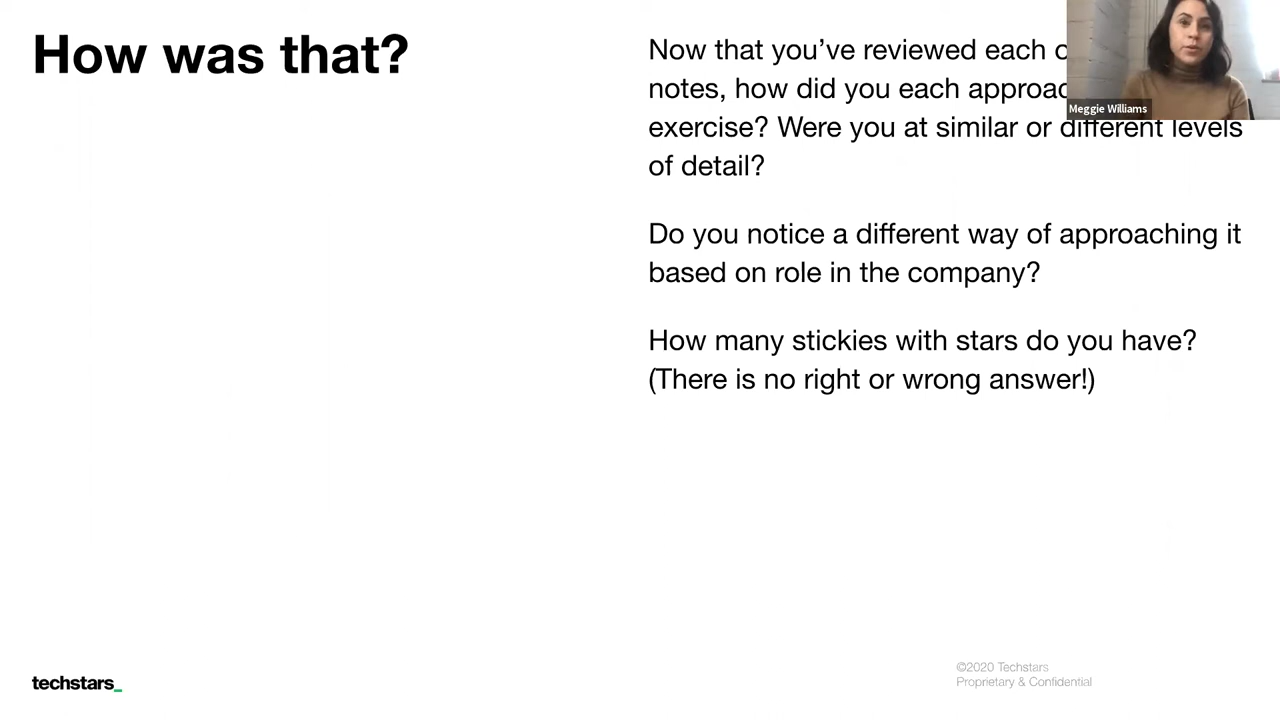 How was that?
Now that you've reviewed each
notes, how did you each
exercise? Were you at similar or different levels
of detail?
Do you notice a different way of approaching it
based on role in the company?
How many stickies with stars do you have?
(There is no right or wrong answer!)
Meggie Williams
techstars_
©2020 Techstars
Proprietary & Confidential